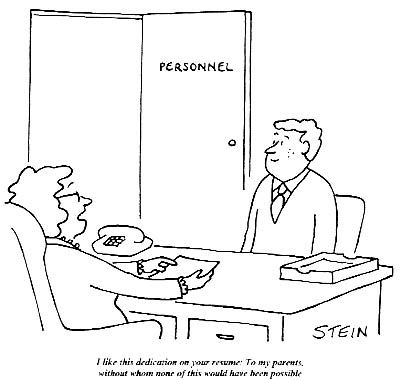 PERSONNEL
STEIN
I like this dedication on your resume: To my parents,
without whom none of this would have been possible